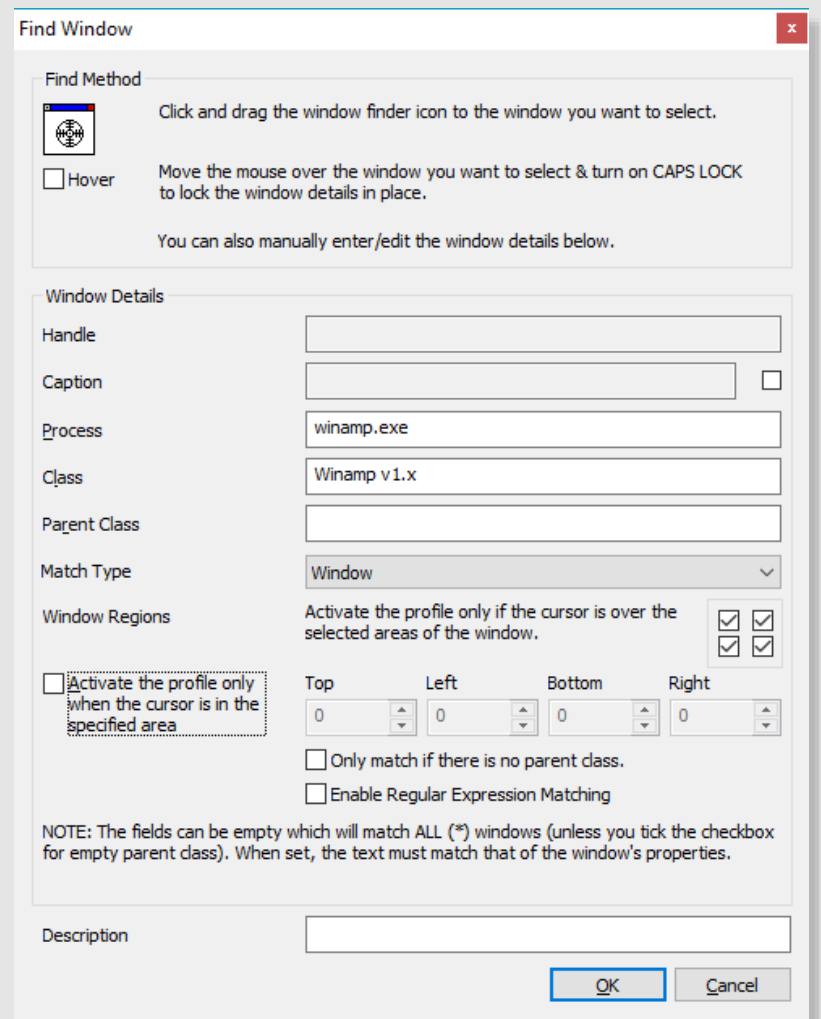 Find Window
x
Find Method
Click and drag the window finder icon to the window you want to select.
Hover
Move the mouse over the window you want to select & turn on CAPS LOCK
to lock the window details in place.
You can also manually enter/edit the window details below.
Window Details
Handle
Caption
Process
winamp.exe
Class
Winamp v1.x
Parent Class
Match Type
Window
Window Regions
Activate the profile only if the cursor is over the
selected areas of the window.
Activate the profile only
when the cursor is in the
specified area
Top Left Bottom Right
0 0 0 0
Only match if there is no parent class.
Enable Regular Expression Matching
NOTE: The fields can be empty which will match ALL (*) windows (unless you tick the checkbox
for empty parent class). When set, the text must match that of the window's properties.
Description
OK Cancel